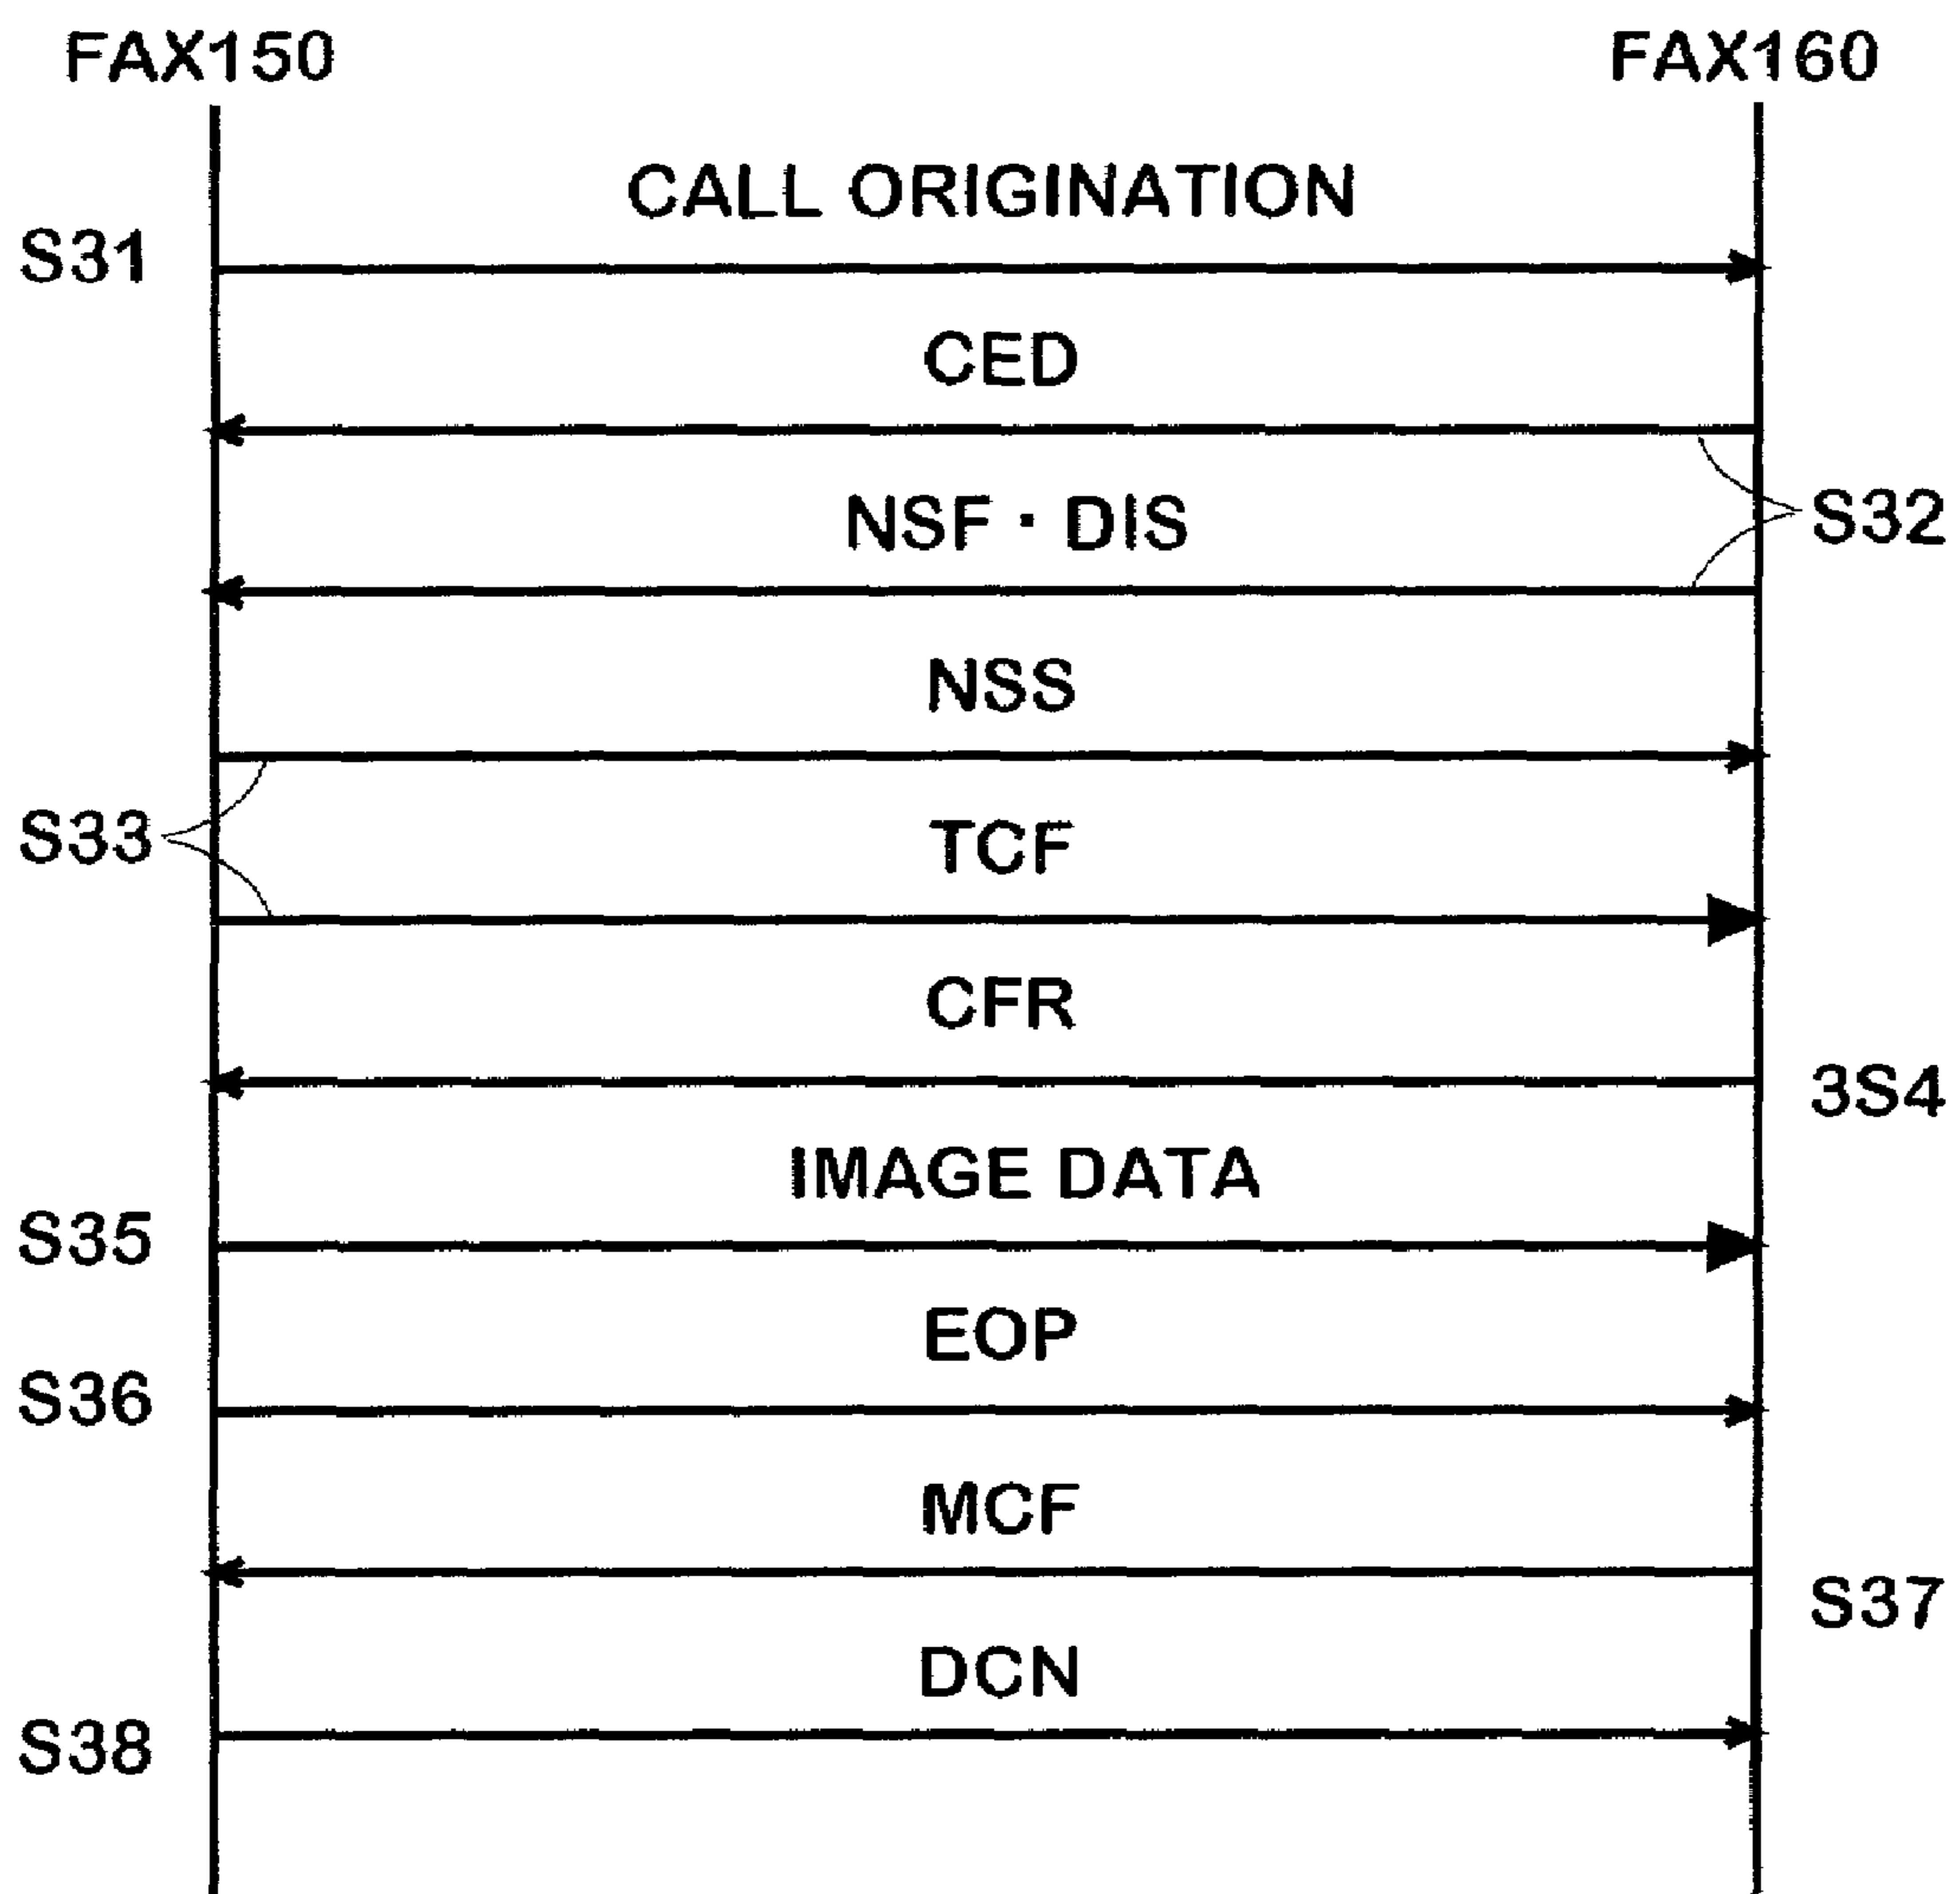 FAX150
FAX160
CALL ORIGINATION
S31
CED
NSF · DIS
S32
NSS
S33
TCF
CFR
3S4
IMAGE DATA
S35
EOP
S36
MCF
S37
DCN
S38